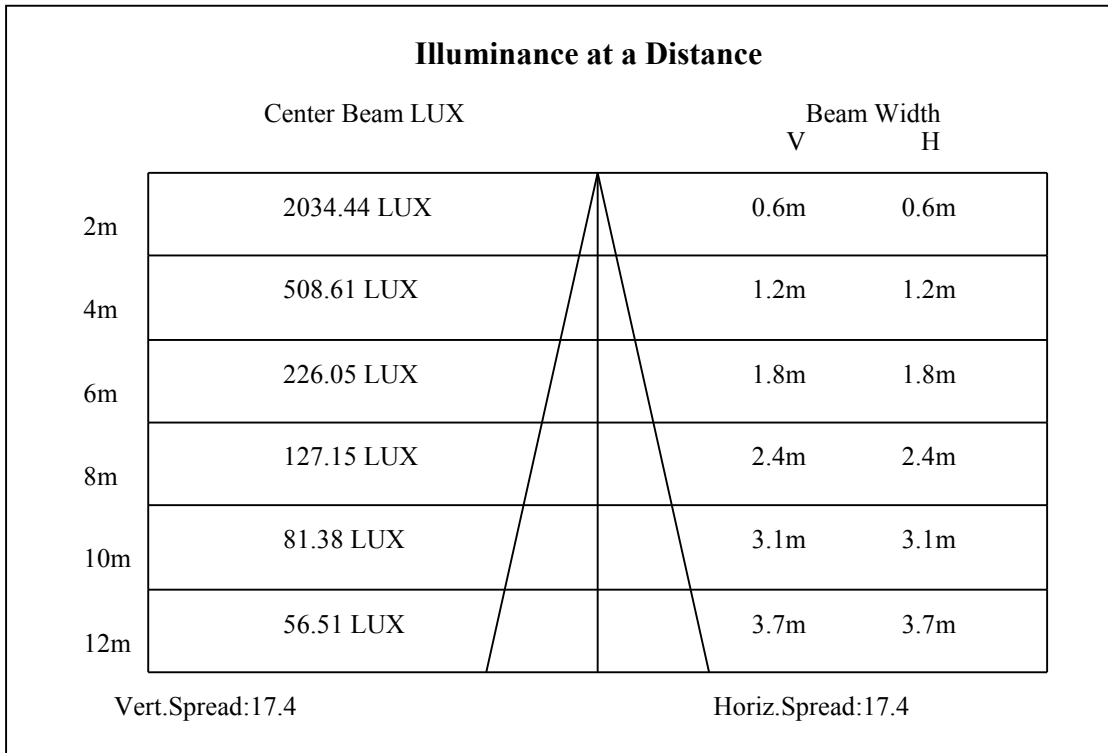 Illuminance at a Distance
Center Beam LUX Beam Width
V H
2m 2034.44 LUX 0.6m 0.6m
4m 508.61 LUX 1.2m 1.2m
6m 226.05 LUX 1.8m 1.8m
8m 127.15 LUX 2.4m 2.4m
10m 81.38 LUX 3.1m 3.1m
12m 56.51 LUX 3.7m 3.7m
Vert.Spread:17.4 Horiz.Spread:17.4